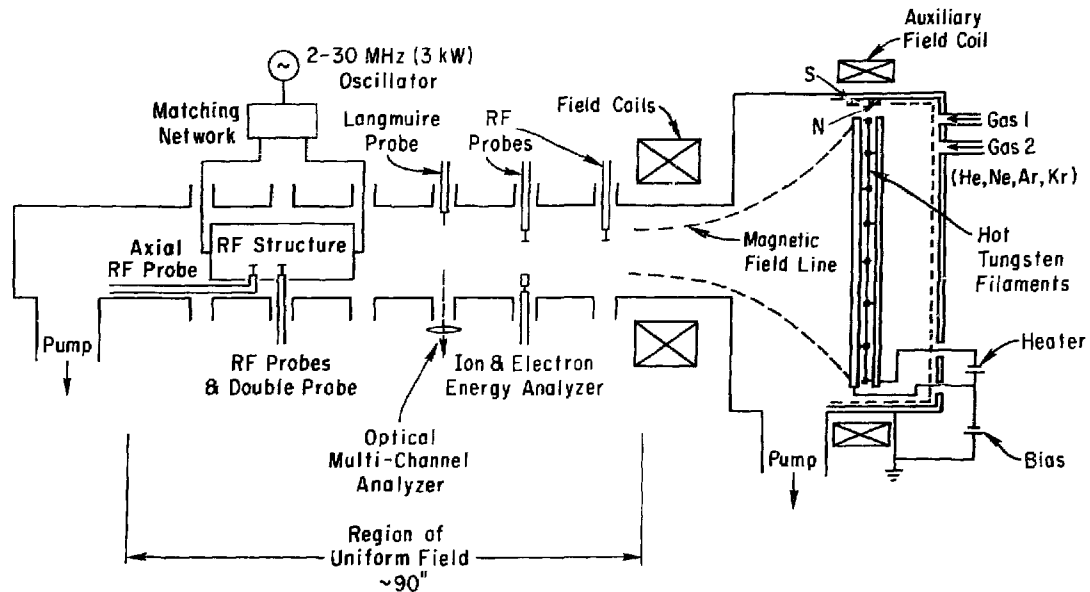 2-30 MHz (3 kW)
Oscillator
~
Matching
Network
Langmuire
Probe
RF
Probes
Field Coils
Auxiliary
Field Coil
S
N
Gas 1
Gas 2
(He, Ne, Ar, Kr)
Axial
RF Probe
RF Structure
Magnetic
Field Line
Hot
Tungsten
Filaments
Pump
RF Probes
& Double Probe
Ion & Electron
Energy Analyzer
Optical
Multi-Channel
Analyzer
Heater
Bias
Pump
Region of
Uniform Field
~90"